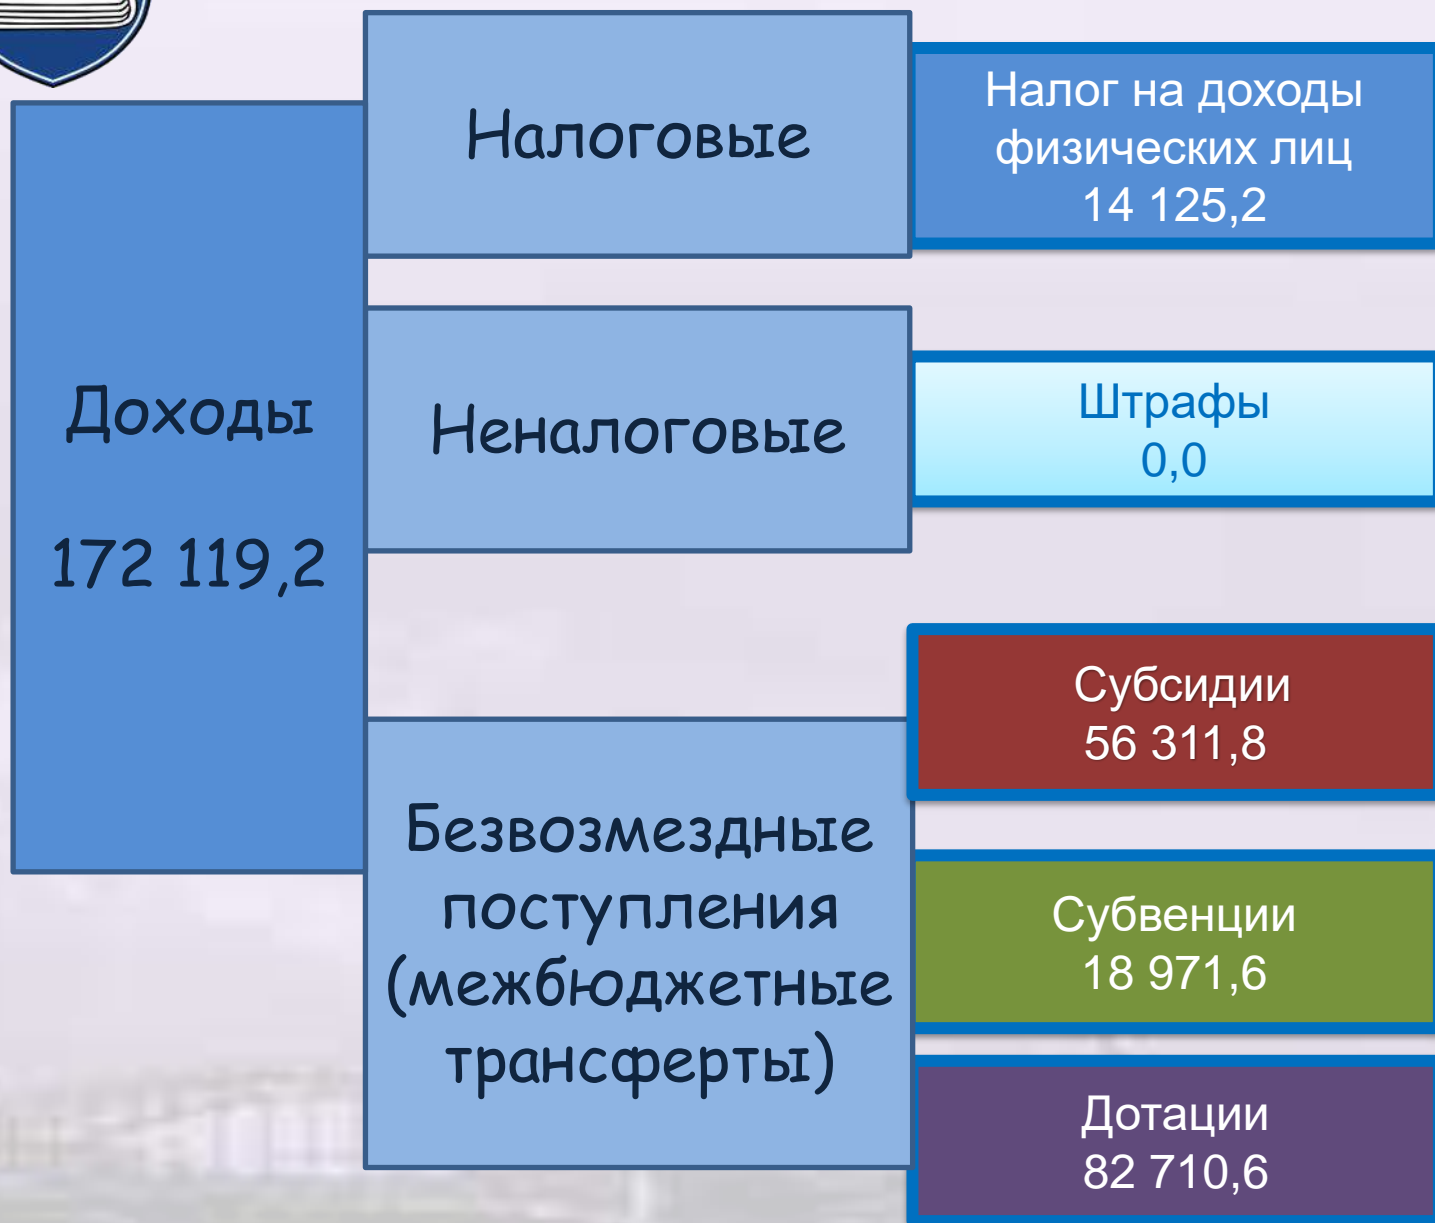 Доходы
172 119,2
Налоговые
Налог на доходы
физических лиц
14 125,2
Неналоговые
Штрафы
0,0
Безвозмездные
поступления
(межбюджетные
трансферты)
Субсидии
56 311,8
Субвенции
18 971,6
Дотации
82 710,6